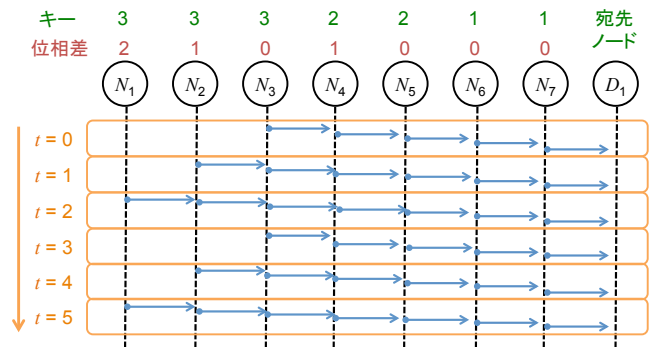 キー 3 3 3 2 2 1 1 宛先
位相差 2 1 0 1 0 0 0 ノード
N1 N2 N3 N4 N5 N6 N7 D1
t = 0
t = 1
t = 2
t = 3
t = 4
t = 5